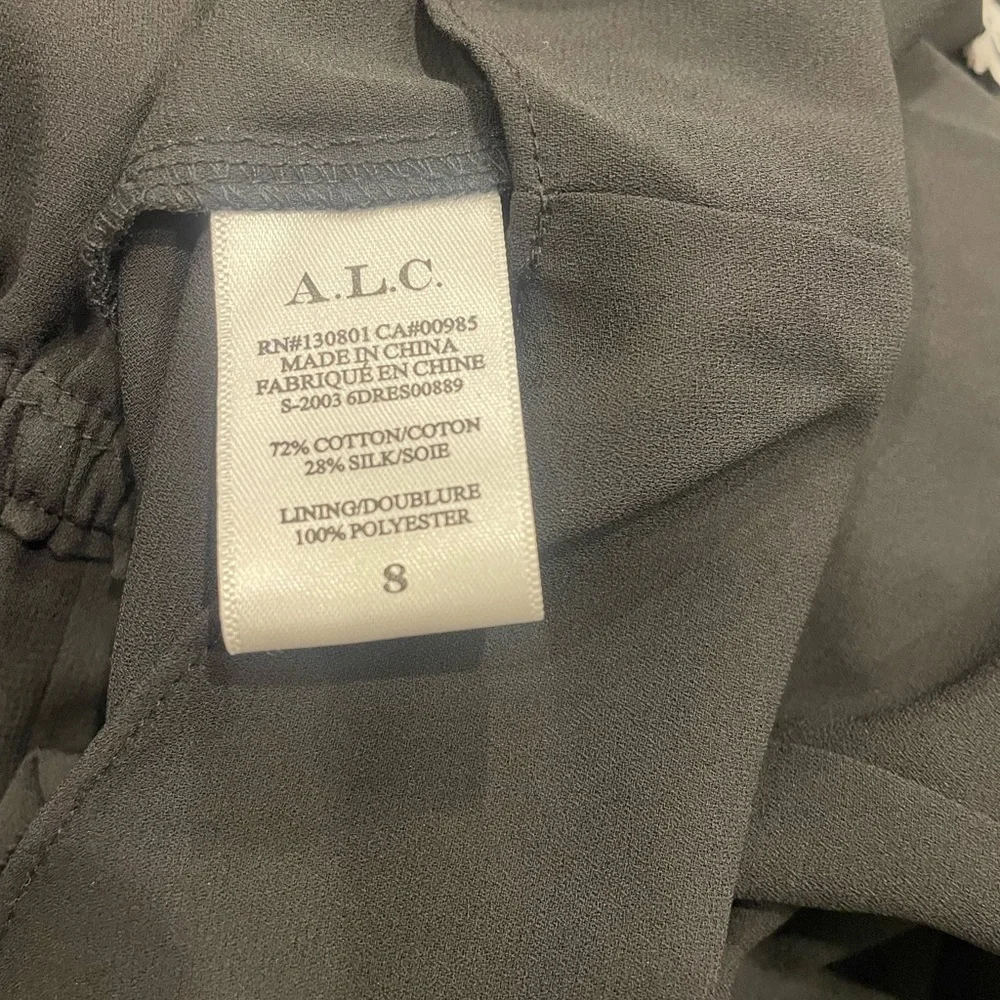 A.L.C.
RN#130801 CA#00985
MADE IN CHINA
FABRIQUÉ EN CHINE
S-2003 6DRES00889
72% COTTON/COTON
28% SILK/SOIE
LINING/DOUBLURE
100% POLYESTER
8